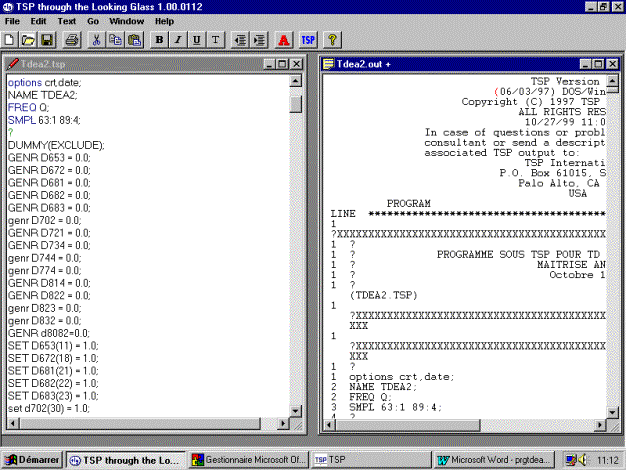 TSP through the Looking Glass 1.00.0112
File Edit Text Go Window Help
B I U T A TSP ?
Tdea2.tsp
options crt,date;
NAME TDEA2;
FREQ Q;
SMPL 63:1 89:4;
?
DUMMY(EXCLUDE);
GENR D653 = 0.0;
GENR D672 = 0.0;
GENR D681 = 0.0;
GENR D682 = 0.0;
GENR D683 = 0.0;
genr D702 = 0.0;
GENR D721 = 0.0;
GENR D734 = 0.0;
genr D744 = 0.0;
genr D774 = 0.0;
GENR D814 = 0.0;
GENR D822 = 0.0;
genr D823 = 0.0;
genr D832 = 0.0;
GENR d8082=0.0;
SET D653(11) = 1.0;
SET D672(18) = 1.0;
SET D681(21) = 1.0;
SET D682(22) = 1.0;
SET D683(23) = 1.0;
set d702(30) = 1.0;
Tdea2.out +
TSP Version
(06/03/97) DOS/Win
Copyright (C) 1997 TSP
ALL RIGHTS RES
10/27/99 11:0
In case of questions or probl
consultant or send a descript
associated TSP output to:
TSP Internati
P.O. Box 61015, S
Palo Alto, CA
USA
PROGRAM
LINE ******************************************
1
?XXXXXXXXXXXXXXXXXXXXXXXXXXXXXXXXXXXXXXXXXXXXX
1 ?
1 ? PROGRAMME SOUS TSP POUR TD
1 ? MAITRISE AN
1 ? Octobre 1
1 ?
(TDEA2.TSP)
1
?XXXXXXXXXXXXXXXXXXXXXXXXXXXXXXXXXXXXXXXXXX
XXX
1
?XXXXXXXXXXXXXXXXXXXXXXXXXXXXXXXXXXXXXXXXXX
XXX
1 ?
1 options crt,date;
2 NAME TDEA2;
2 FREQ Q;
3 SMPL 63:1 89:4;
4 ?
Démarrer
TSP through the Lo...
Gestionnaire Microsoft Of...
TSP
Microsoft Word - prgtdea...
11:12